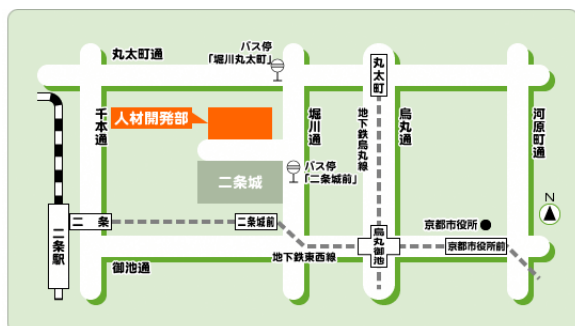 バス停
「堀川丸太町」
丸太町通
丸太町
千本通
人材開発部
堀川通
地下鉄烏丸線
烏丸通
河原町通
バス停
「二条城前」
二条城
N
二条
二条城前
烏丸御池
京都市役所
京都市役所前
二条駅
御池通
地下鉄東西線